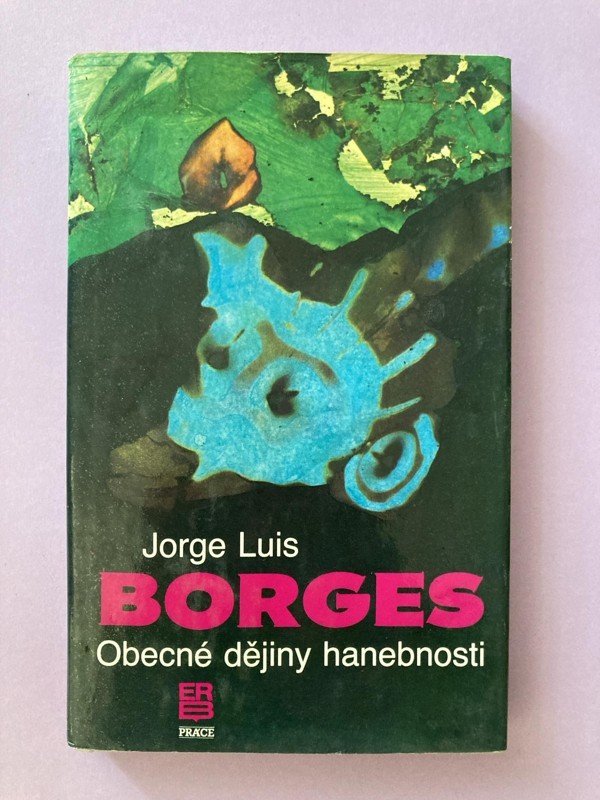 Jorge Luis
BORGES
Obecné dějiny hanebnosti
ERB
PRÁCE